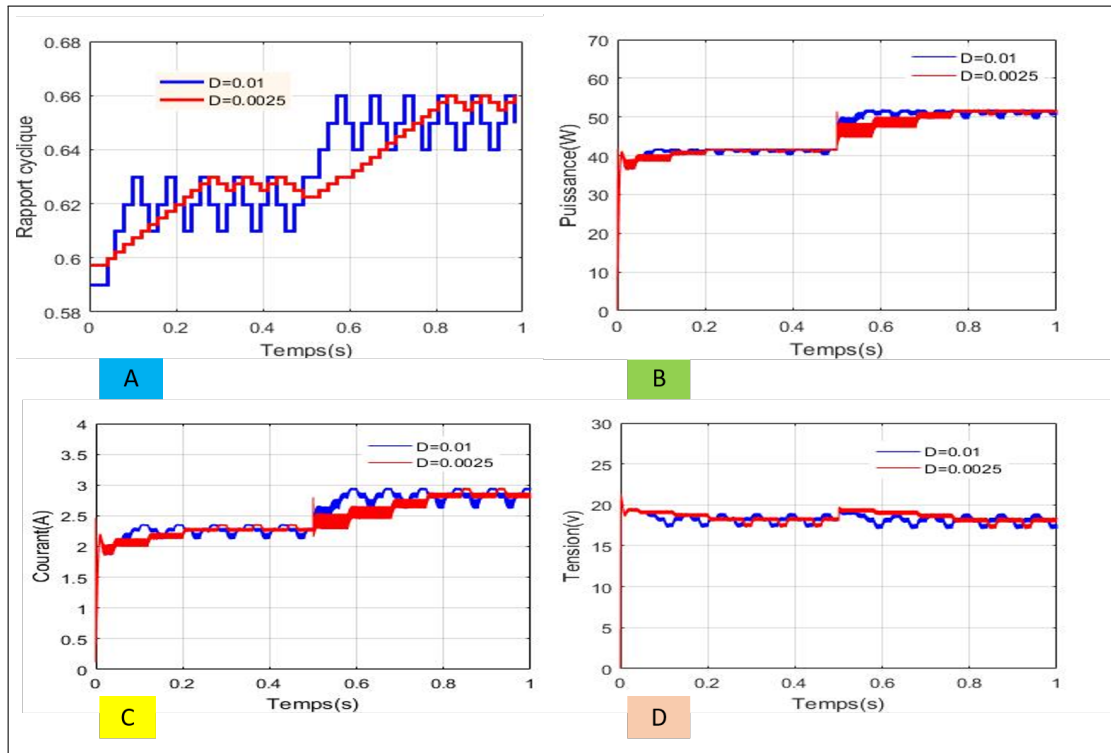 0.68
0.66
0.64
0.62
0.6
0.58
Rapport cyclique
D=0.01
D=0.0025
0 0.2 0.4 0.6 0.8 1
Temps(s)
A
70
60
50
40
30
20
10
0
Puissance(W)
D=0.01
D=0.0025
0 0.2 0.4 0.6 0.8 1
Temps(s)
B
4
3.5
3
2.5
2
1.5
1
0.5
0
Courant(A)
D=0.01
D=0.0025
0 0.2 0.4 0.6 0.8 1
Temps(s)
C
30
25
20
15
10
5
0
Tension(v)
D=0.01
D=0.0025
0 0.2 0.4 0.6 0.8 1
Temps(s)
D